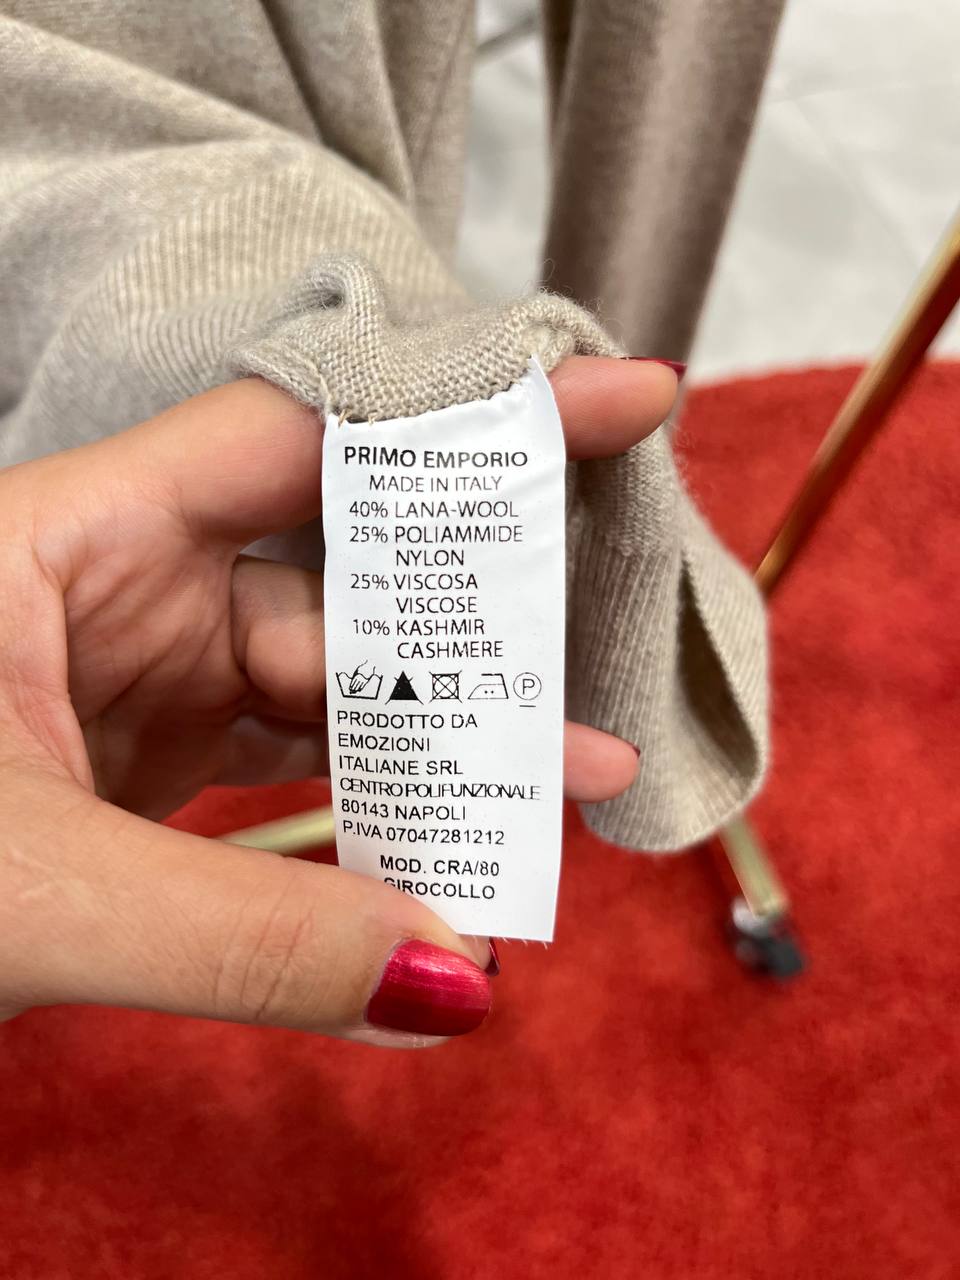 PRIMO EMPORIO
MADE IN ITALY
40% LANA-WOOL
25% POLIAMMIDE
NYLON
25% VISCOSA
VISCOSE
10% KASHMIR
CASHMERE
P
PRODOTTO DA
EMOZIONI
ITALIANE SRL
CENTRO POLIFUNZIONALE
80143 NAPOLI
P.IVA 07047281212
MOD. CRA/80
GIROCOLLO